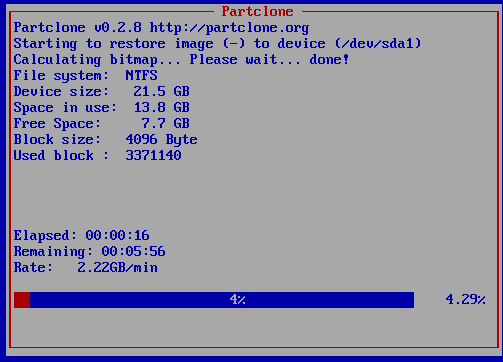 Partclone
Partclone v0.2.8 http://partclone.org
Starting to restore image (-) to device (/dev/sda1)
Calculating bitmap... Please wait... done!
File system:  NTFS
Device size:   21.5 GB
Space in use:  13.8 GB
Free Space:     7.7 GB
Block size:   4096 Byte
Used block :  3371140
Elapsed: 00:00:16
Remaining: 00:05:56
Rate:   2.22GB/min
4%   4.29%